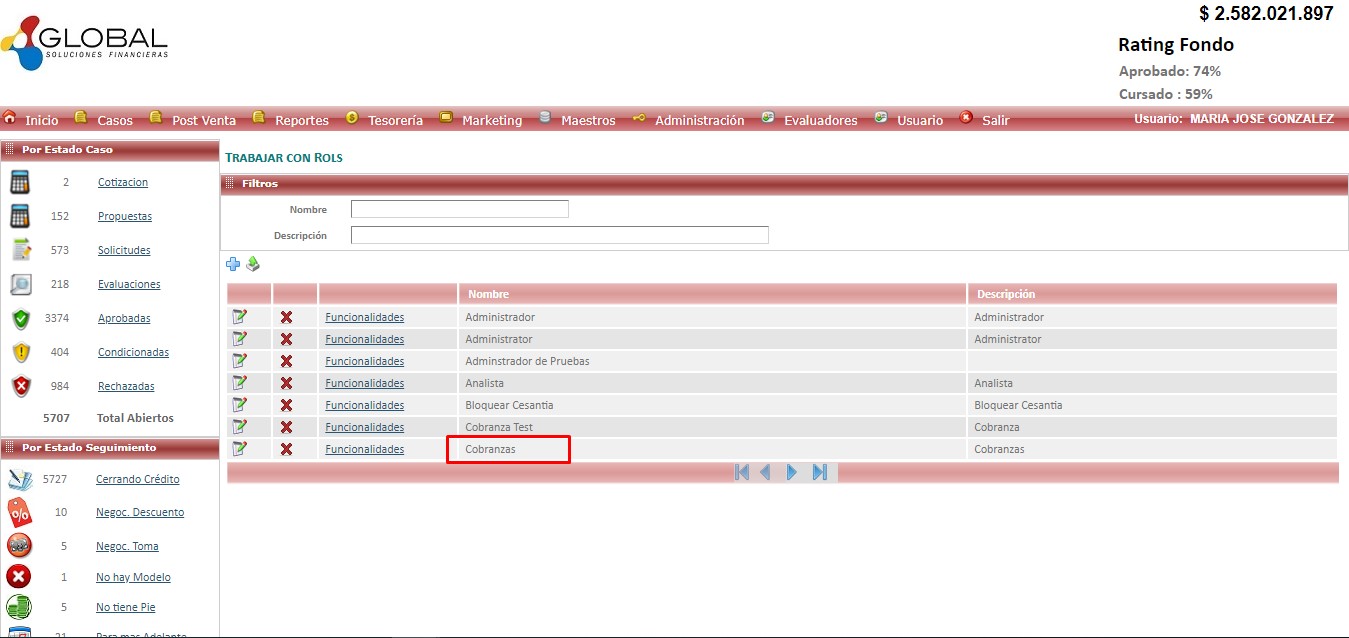 $ 2.582.021.897
GLOBAL
SOLUCIONES FINANCIERAS
Rating Fondo
Aprobado: 74%
Cursado : 59%
Inicio Casos Post Venta Reportes Tesorería Marketing Maestros Administración Evaluadores Usuario Salir Usuario: MARIA JOSE GONZALEZ
Por Estado Caso
2 Cotizacion
152 Propuestas
573 Solicitudes
218 Evaluaciones
3374 Aprobadas
404 Condicionadas
984 Rechazadas
5707 Total Abiertos
Por Estado Seguimiento
5727 Cerrando Crédito
10 Negoc. Descuento
5 Negoc. Toma
1 No hay Modelo
5 No tiene Pie
21 Para mas Adelante
TRABAJAR CON ROLS
Filtros
Nombre
Descripción
Nombre Descripción
Funcionalidades Administrador Administrador
Funcionalidades Administrator Administrator
Funcionalidades Adminstrador de Pruebas
Funcionalidades Analista Analista
Funcionalidades Bloquear Cesantia Bloquear Cesantia
Funcionalidades Cobranza Test Cobranza
Funcionalidades Cobranzas Cobranzas